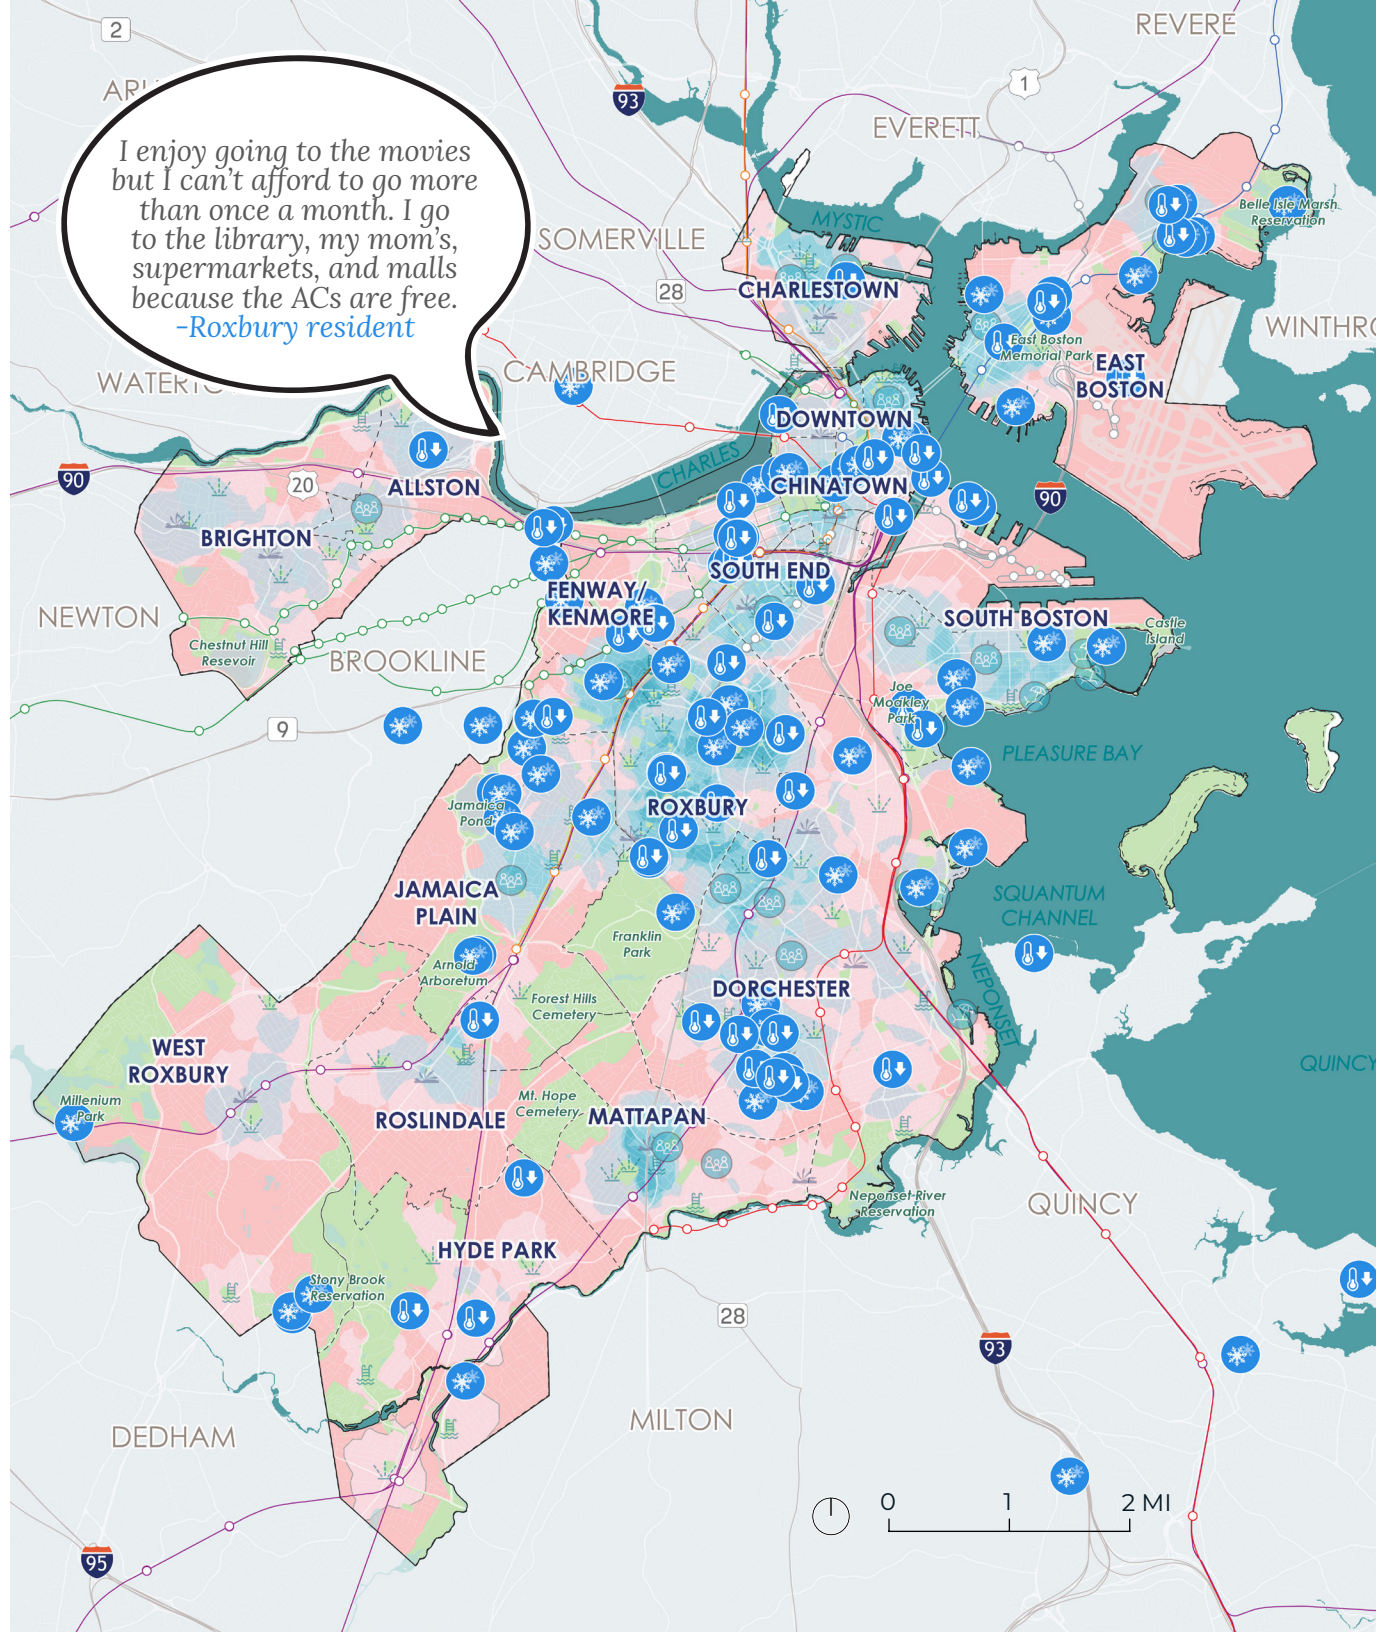 2
REVERE
1
93
EVERETT
I enjoy going to the movies
but I can't afford to go more
than once a month. I go
to the library, my mom's,
supermarkets, and malls
because the ACs are free.
-Roxbury resident
Belle Isle Marsh
Reservation
MYSTIC
SOMERVILLE
28
CHARLESTOWN
WINTHRO
East Boston
Memorial Park
EAST
BOSTON
CAMBRIDGE
DOWNTOWN
CHARLES
90
20
ALLSTON
CHINATOWN
90
BRIGHTON
SOUTH END
FENWAY/
KENMORE
NEWTON
SOUTH BOSTON
Castle
Island
Chestnut Hill
Resevoir
BROOKLINE
Joe
Moakley
Park
9
PLEASURE BAY
Jamaica
Pond
ROXBURY
JAMAICA
PLAIN
SQUANTUM
CHANNEL
Franklin
Park
Arnold
Arboretum
DORCHESTER
NEPONSET
Forest Hills
Cemetery
WEST
ROXBURY
QUINCY
Millenium
Park
Mt. Hope
Cemetery
ROSLINDALE
MATTAPAN
Neponset River
Reservation
QUINCY
HYDE PARK
Stony Brook
Reservation
28
93
DEDHAM
MILTON
0 1 2 MI
95